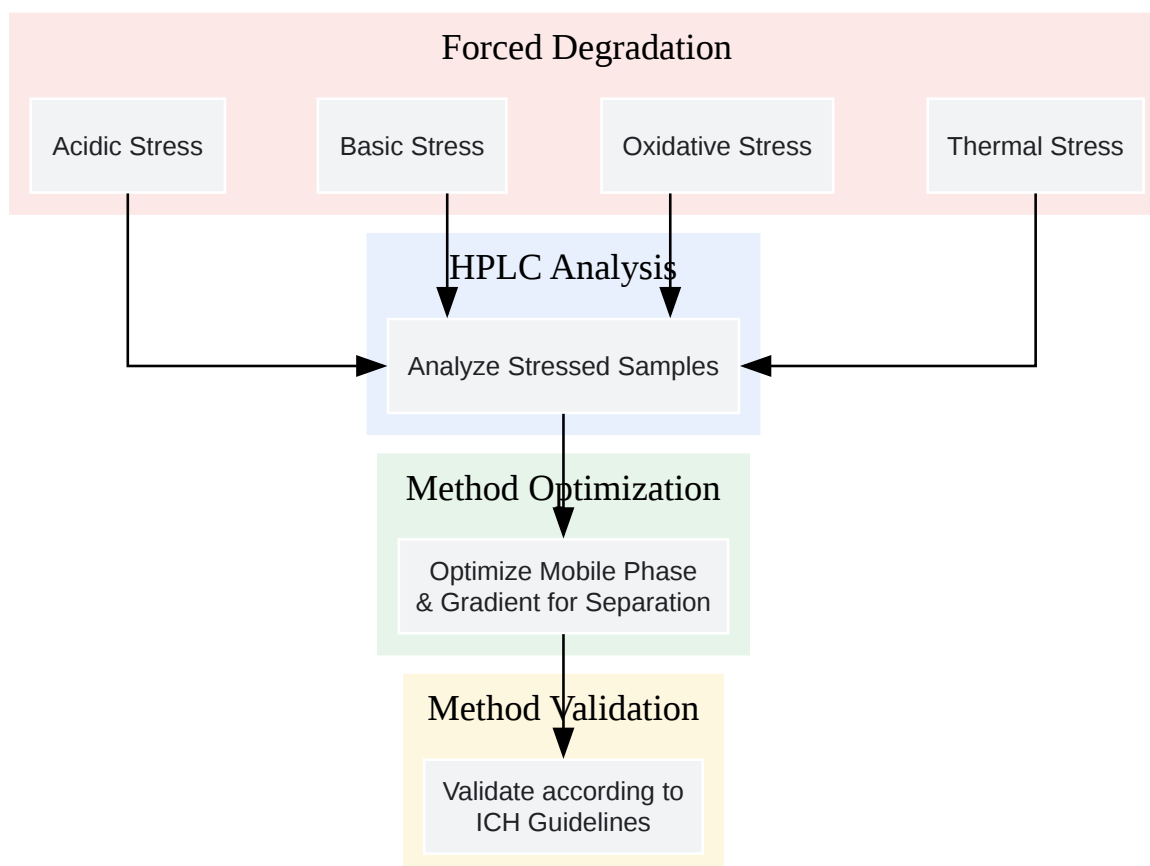 Forced Degradation
Acidic Stress
Basic Stress
Oxidative Stress
Thermal Stress
HPLC Analysis
Analyze Stressed Samples
Method Optimization
Optimize Mobile Phase
& Gradient for Separation
Method Validation
Validate according to
ICH Guidelines